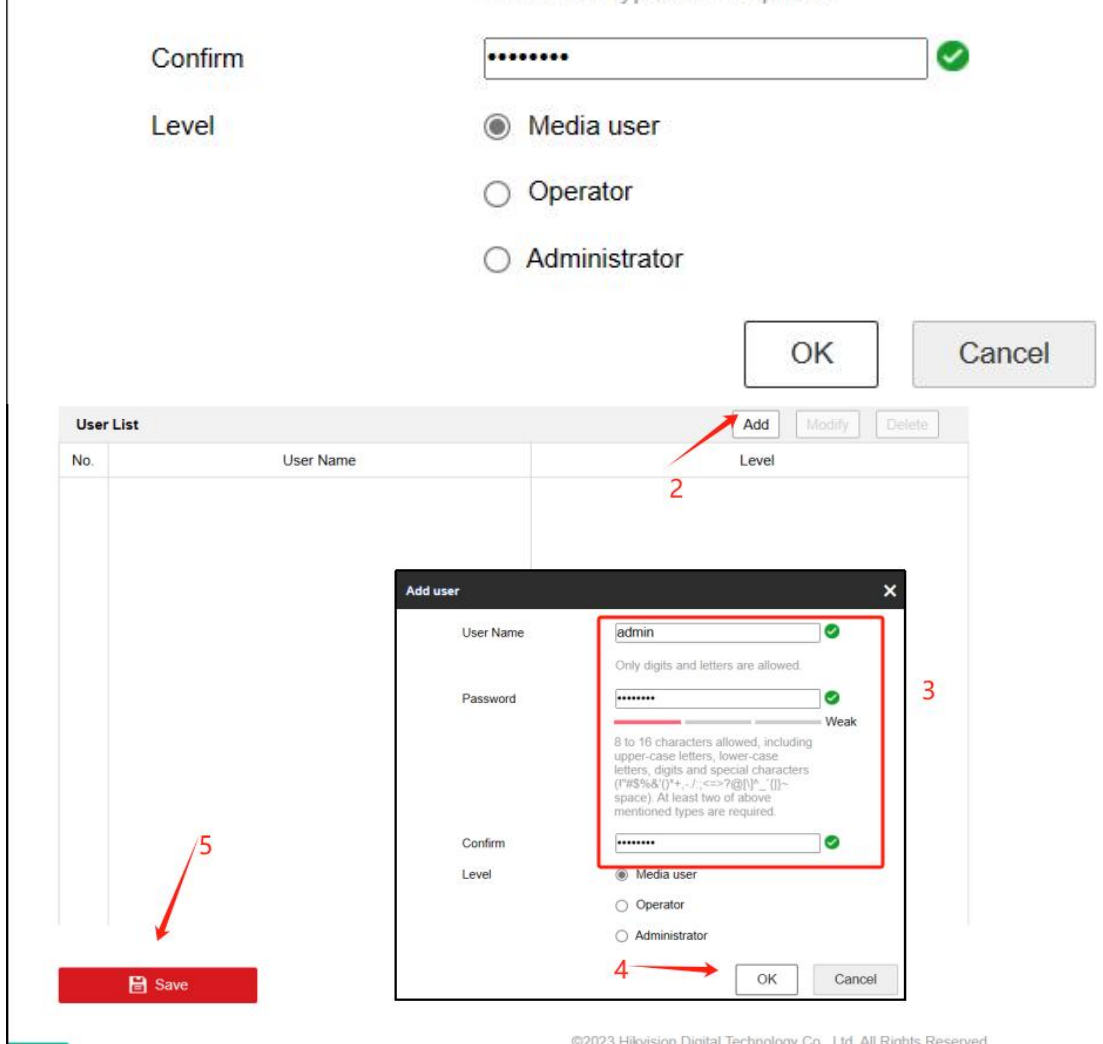 Confirm ••••••••
Level Media user
Operator
Administrator
OK Cancel
User List Add Modify Delete
No. User Name Level
2
Add user
User Name admin
Only digits and letters are allowed.
3
Password ••••••••
Weak
8 to 16 characters allowed, including
upper-case letters, lower-case
letters, digits and special characters
(!"#$%&'()*+,-./:;<=>?@[\]^_`{|}~
space). At least two of above
mentioned types are required.
Confirm ••••••••
5
Level Media user
Operator
Administrator
4
OK Cancel
Save
©2023 Hikvision Digital Technology Co., Ltd. All Rights Reserved.